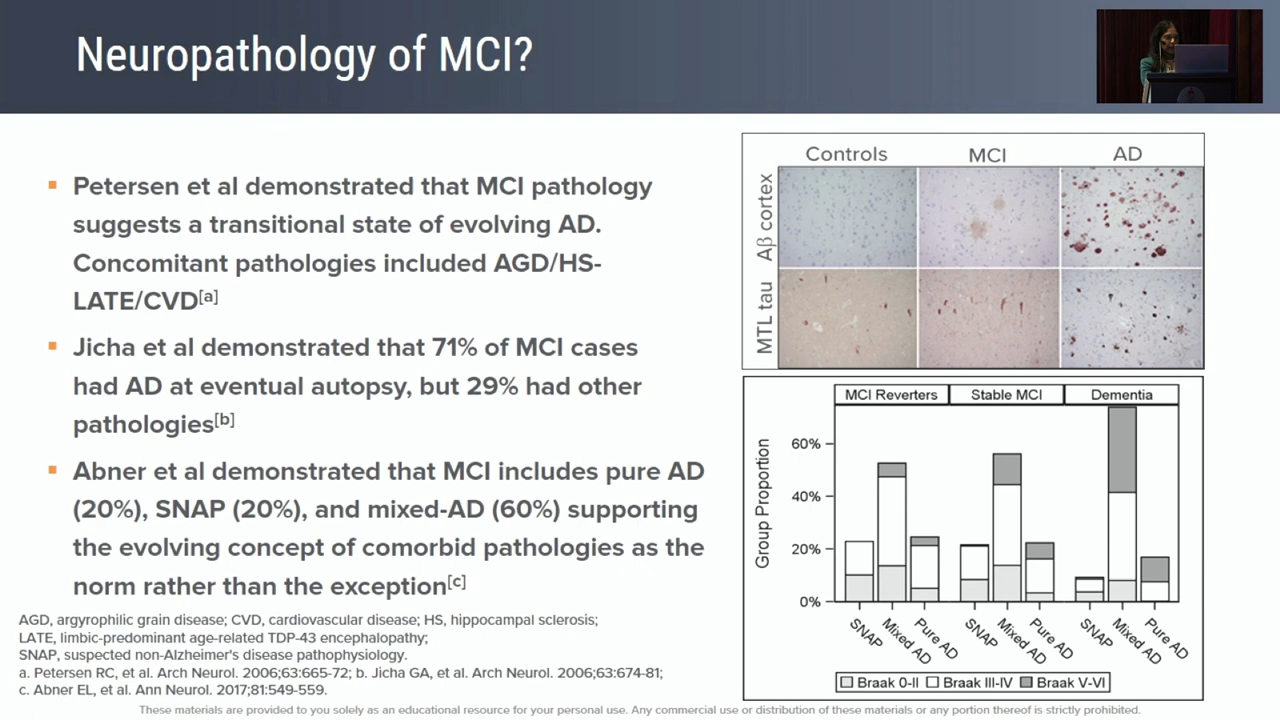 Neuropathology of MCI?
Petersen et al demonstrated that MCI pathology
suggests a transitional state of evolving AD.
Concomitant pathologies included AGD/HS-
LATE/CVD[a]
Jicha et al demonstrated that 71% of MCI cases
had AD at eventual autopsy, but 29% had other
pathologies[b]
Abner et al demonstrated that MCI includes pure AD
(20%), SNAP (20%), and mixed-AD (60%) supporting
the evolving concept of comorbid pathologies as the
norm rather than the exception[c]
AGD, argyrophilic grain disease; CVD, cardiovascular disease; HS, hippocampal sclerosis;
LATE, limbic-predominant age-related TDP-43 encephalopathy;
SNAP, suspected non-Alzheimer's disease pathophysiology.
a. Petersen RC, et al. Arch Neurol. 2006;63:665-72; b. Jicha GA, et al. Arch Neurol. 2006;63:674-81;
c. Abner EL, et al. Ann Neurol. 2017;81:549-559.
Controls MCI AD
Aβ cortex
MTL tau
MCI Reverters Stable MCI Dementia
Group Proportion
60%
40%
20%
0%
SNAP Mixed AD Pure AD SNAP Mixed AD Pure AD SNAP Mixed AD Pure AD
Braak 0-II Braak III-IV Braak V-VI
These materials are provided to you solely as an educational resource for your personal use. Any commercial use or distribution of these materials or any portion thereof is strictly prohibited.